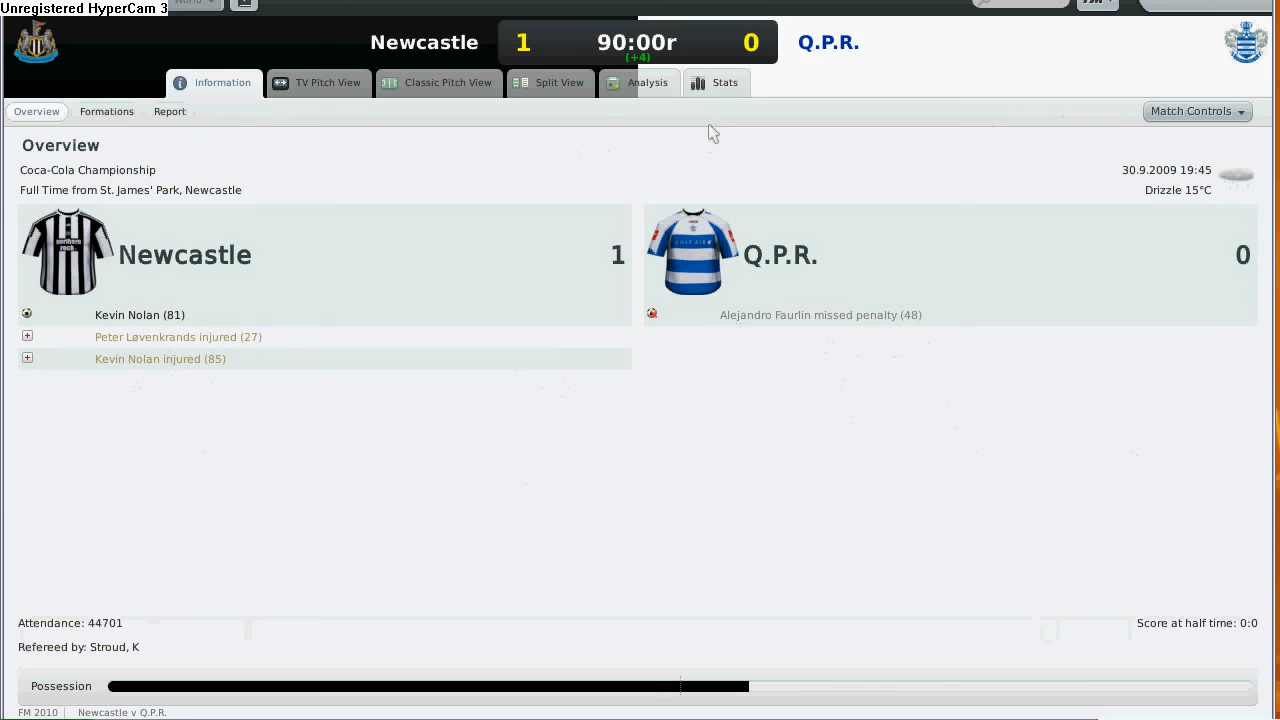 Unregistered HyperCam 3
World
Newcastle 1 90:00r 0 Q.P.R.
(+4)
Information TV Pitch View Classic Pitch View Split View Analysis Stats
Overview Formations Report Match Controls
Overview
Coca-Cola Championship 30.9.2009 19:45
Full Time from St. James' Park, Newcastle Drizzle 15°C
northern rock
Newcastle 1 Q.P.R. 0
Kevin Nolan (81) Alejandro Faurlin missed penalty (48)
Peter Løvenkrands injured (27)
Kevin Nolan injured (85)
Attendance: 44701 Score at half time: 0:0
Refereed by: Stroud, K
Possession
FM 2010 Newcastle v Q.P.R.